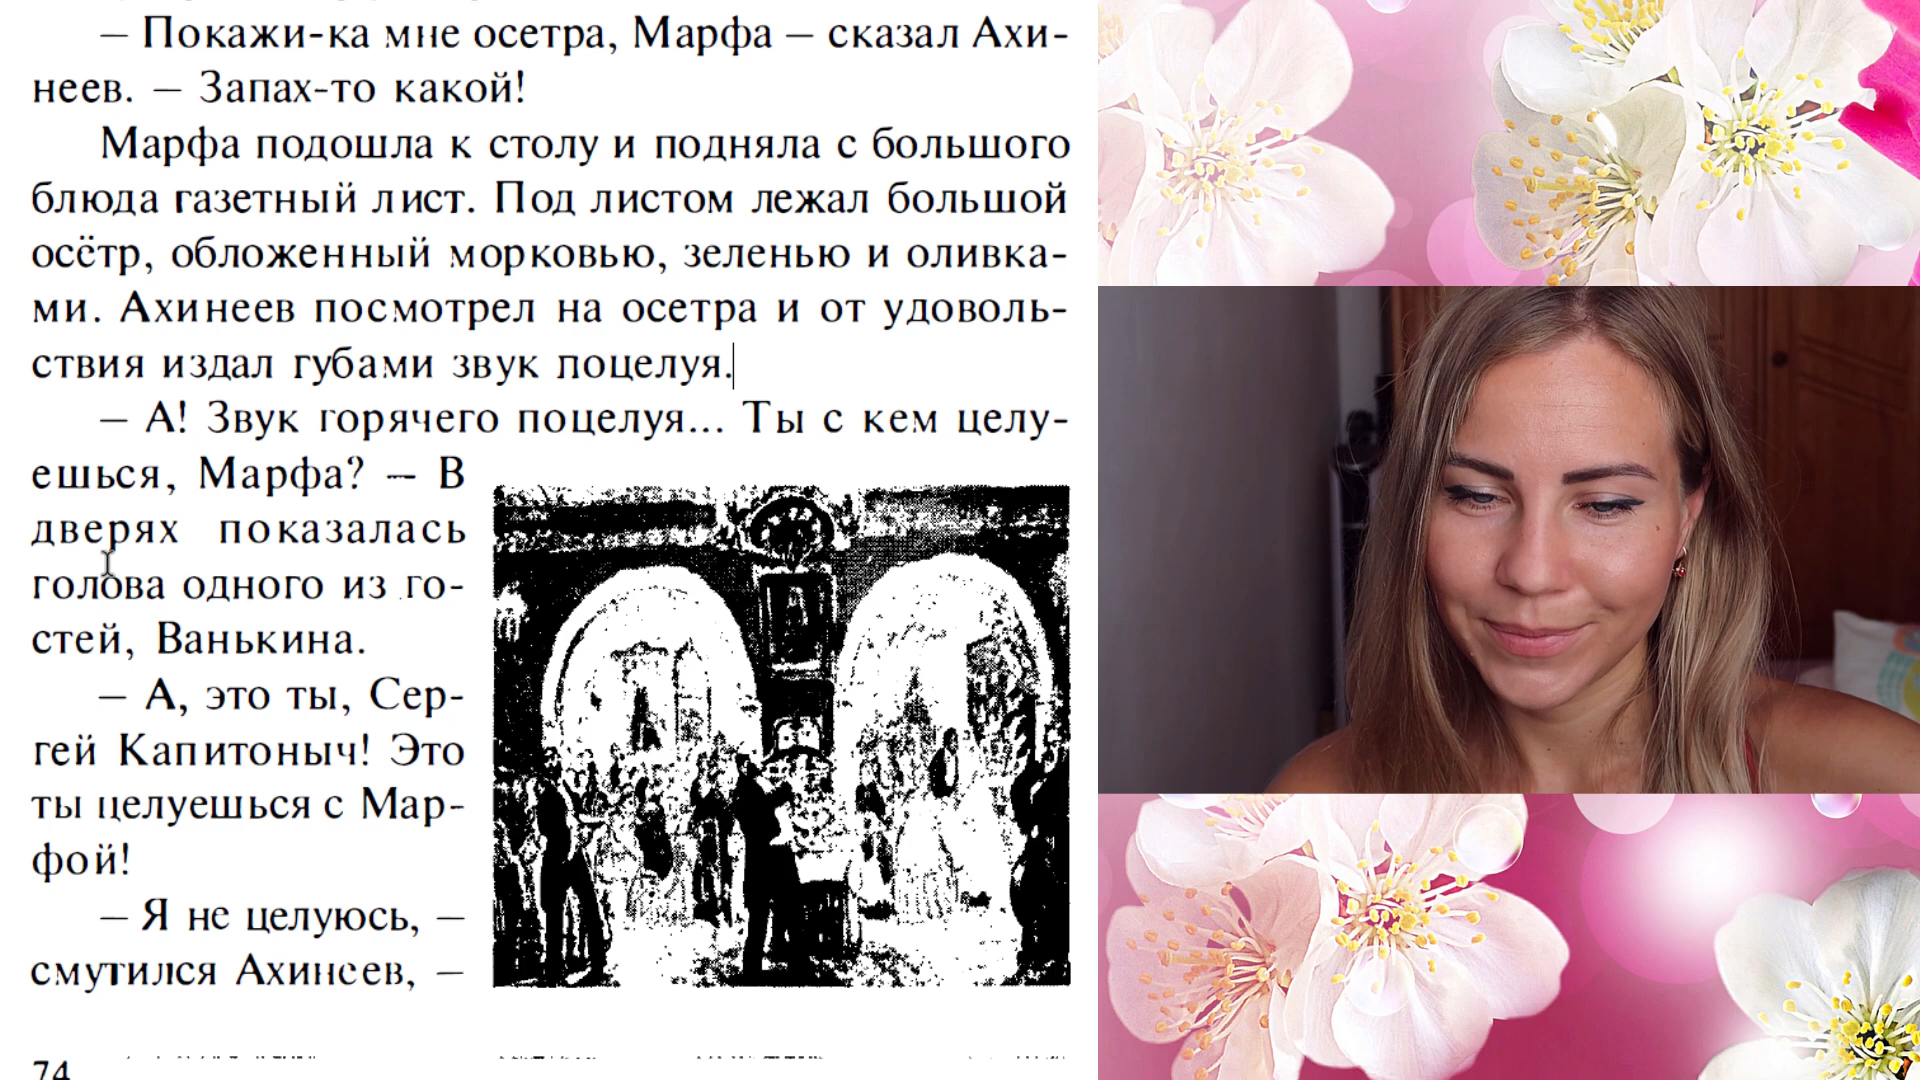 – Покажи-ка мне осетра, Марфа – сказал Ахи-
неев. – Запах-то какой!
Марфа подошла к столу и подняла с большого
блюда газетный лист. Под листом лежал большой
осётр, обложенный морковью, зеленью и оливка-
ми. Ахинеев посмотрел на осетра и от удоволь-
ствия издал губами звук поцелуя.
– А! Звук горячего поцелуя... Ты с кем целу-
ешься, Марфа? – В
дверях показалась
голова одного из го-
стей, Ванькина.
– А, это ты, Сер-
гей Капитоныч! Это
ты целуешься с Мар-
фой!
– Я не целуюсь, –
смутился Ахинеев, –
74